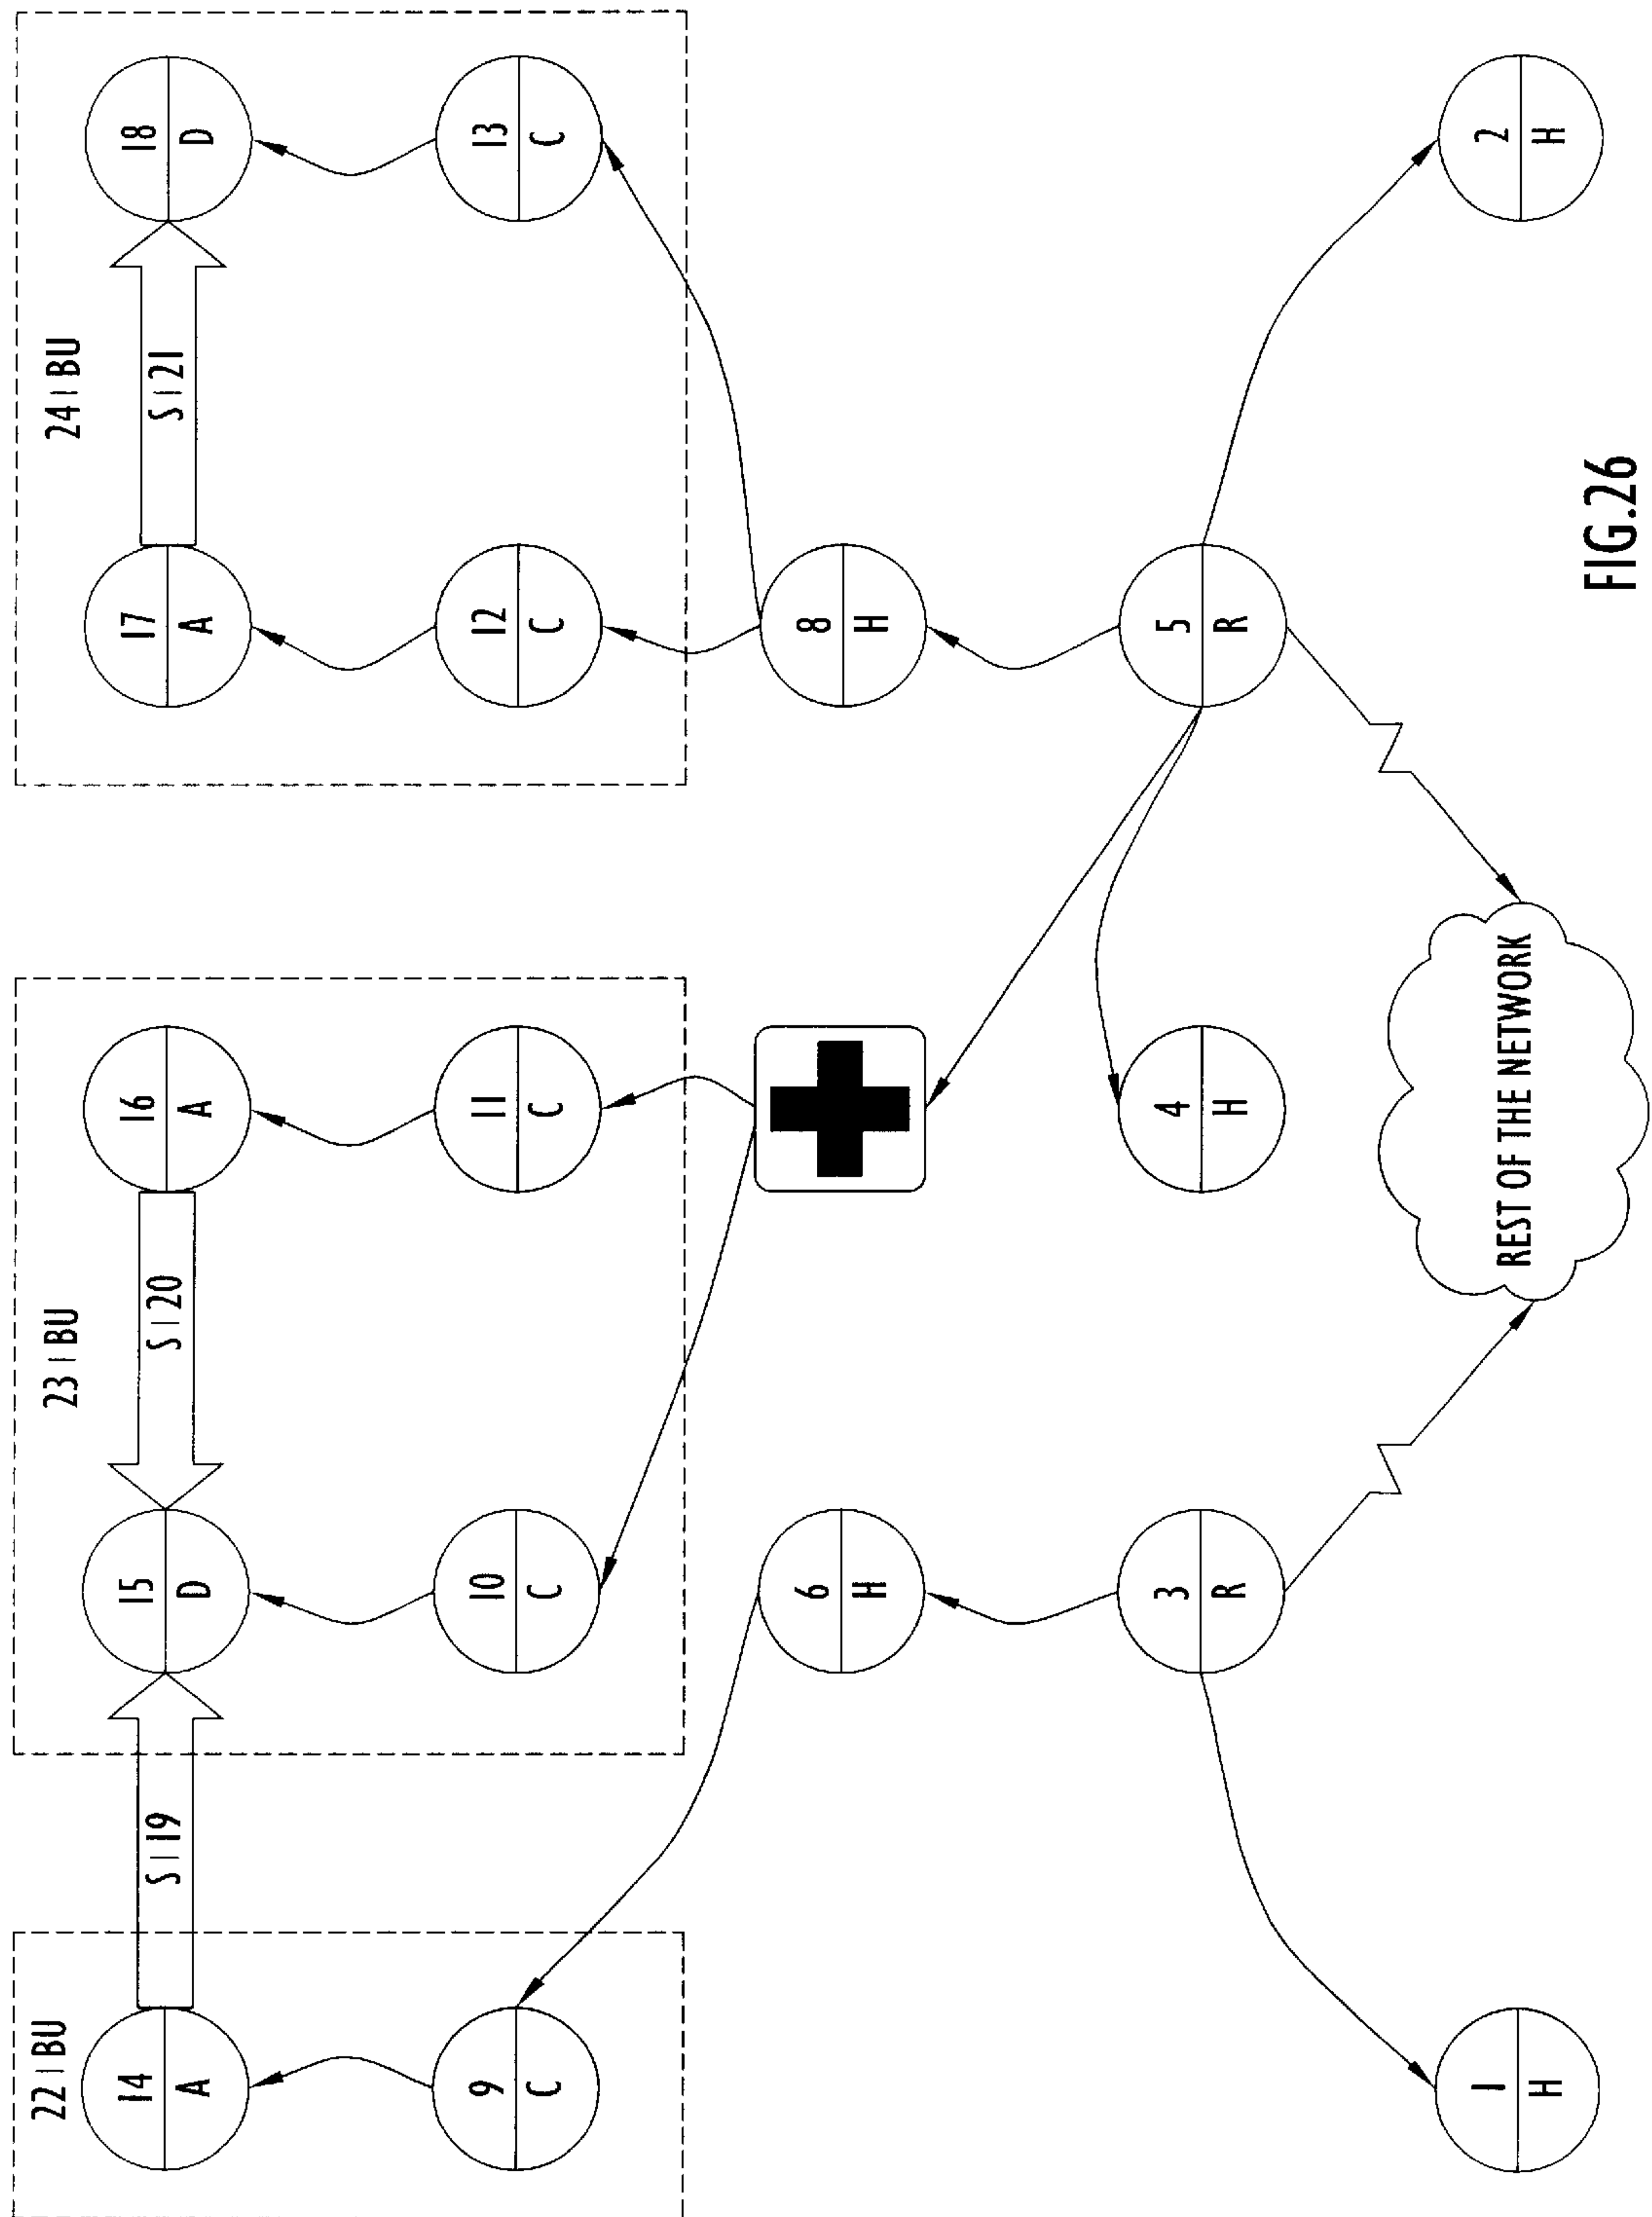 22 | BU
23 | BU
24 | BU
14
A
S | 19
15
D
S | 20
16
A
17
A
S | 21
18
D
9
C
10
C
11
C
12
C
13
C
6
H
8
H
3
R
4
H
5
R
1
H
REST OF THE NETWORK
2
H
FIG.26